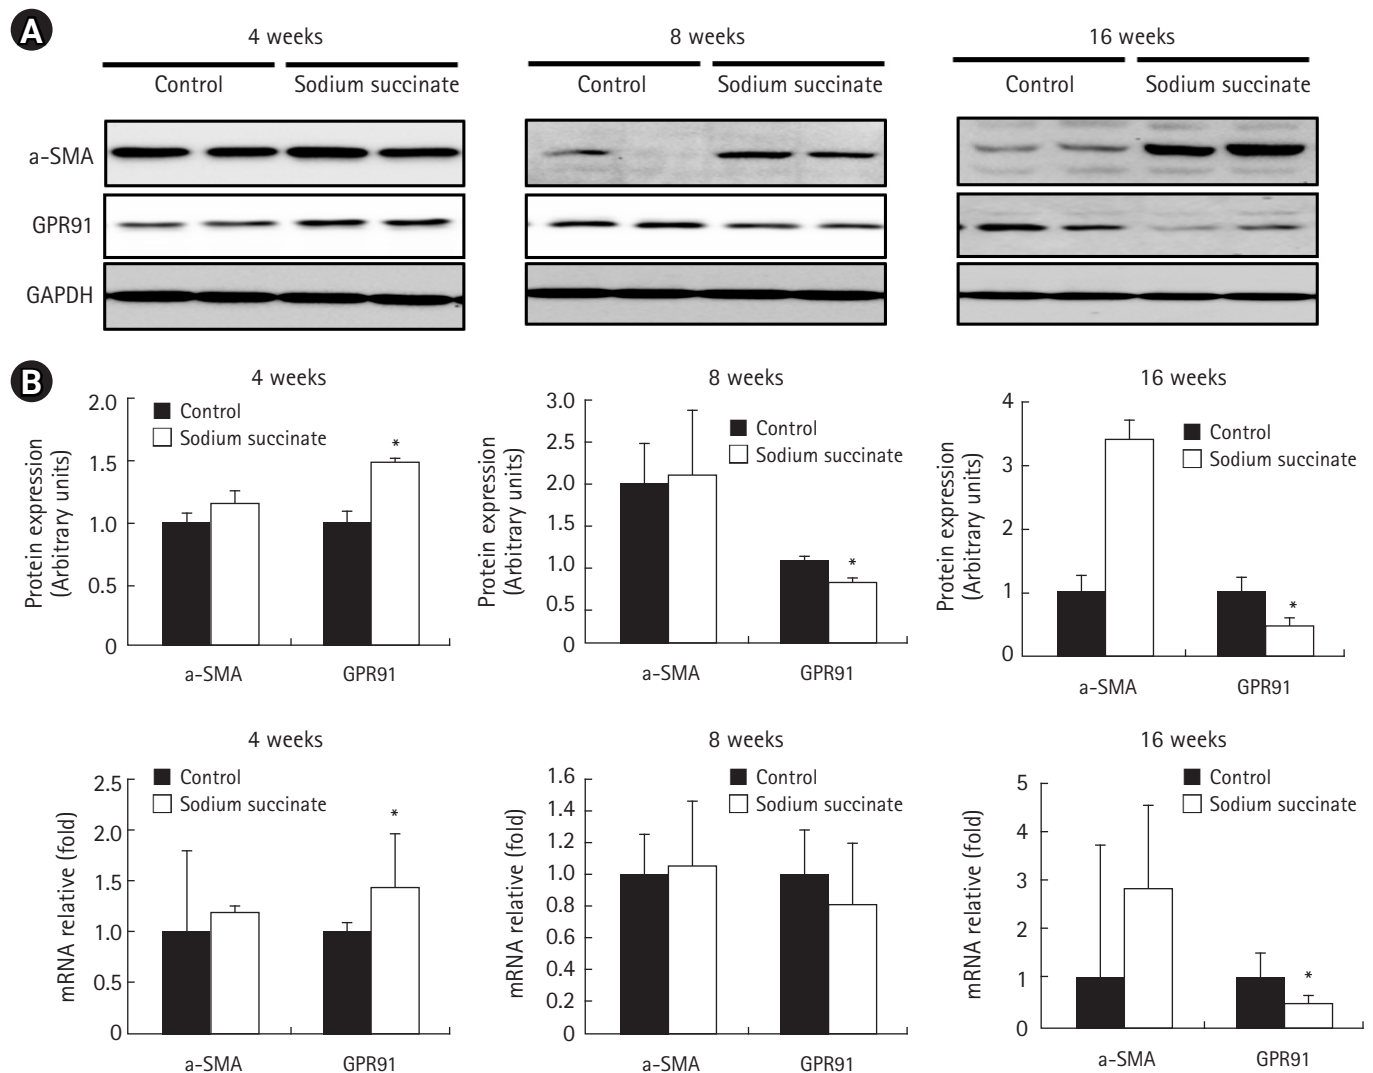 A
4 weeks
8 weeks
16 weeks
Control
Sodium succinate
Control
Sodium succinate
Control
Sodium succinate
a-SMA
GPR91
GAPDH
B
4 weeks
Protein expression
(Arbitrary units)
2.0
1.5
1.0
0.5
0
Control
Sodium succinate
*
a-SMA
GPR91
8 weeks
Protein expression
(Arbitrary units)
3.0
2.5
2.0
1.5
1.0
0.5
0
Control
Sodium succinate
*
a-SMA
GPR91
16 weeks
Protein expression
(Arbitrary units)
4
3
2
1
0
Control
Sodium succinate
*
a-SMA
GPR91
4 weeks
mRNA relative (fold)
2.5
2.0
1.5
1.0
0.5
0
Control
Sodium succinate
*
a-SMA
GPR91
8 weeks
mRNA relative (fold)
1.6
1.4
1.2
1.0
0.8
0.6
0.4
0.2
0
Control
Sodium succinate
a-SMA
GPR91
16 weeks
mRNA relative (fold)
5
4
3
2
1
0
Control
Sodium succinate
*
a-SMA
GPR91